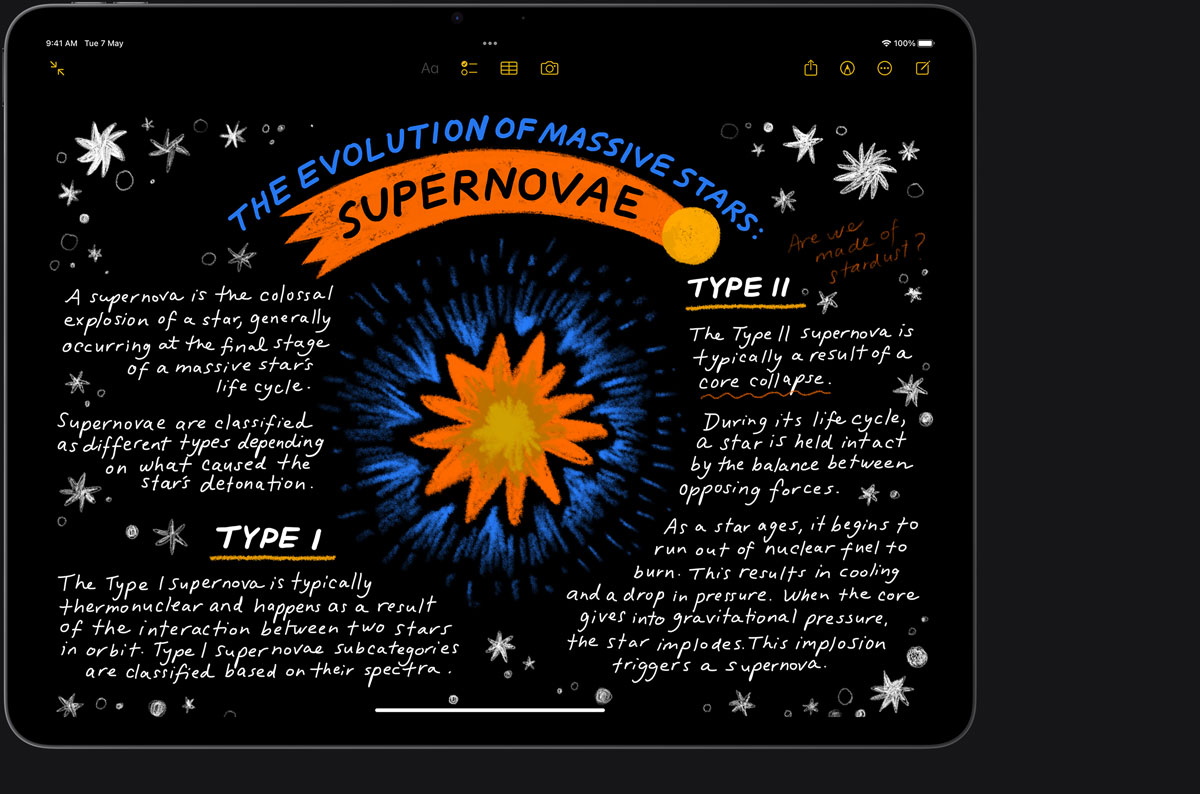 9:41 AM Tue 7 May
100%
Aa
THE EVOLUTION OF MASSIVE STARS:
SUPERNOVAE
Are we
made of
stardust?
A supernova is the colossal
explosion of a star, generally
occurring at the final stage
of a massive star's
life cycle.
Supernovae are classified
as different types depending
on what caused the
star's detonation.
TYPE I
The Type I supernova is typically
thermonuclear and happens as a result
of the interaction between two stars
in orbit. Type I supernovae subcategories
are classified based on their spectra.
TYPE II
The Type II supernova is
typically a result of a
core collapse.
During its life cycle,
a star is held intact
by the balance between
opposing forces.
As a star ages, it begins to
run out of nuclear fuel to
burn. This results in cooling
and a drop in pressure. When the core
gives into gravitational pressure,
the star implodes. This implosion
triggers a supernova.